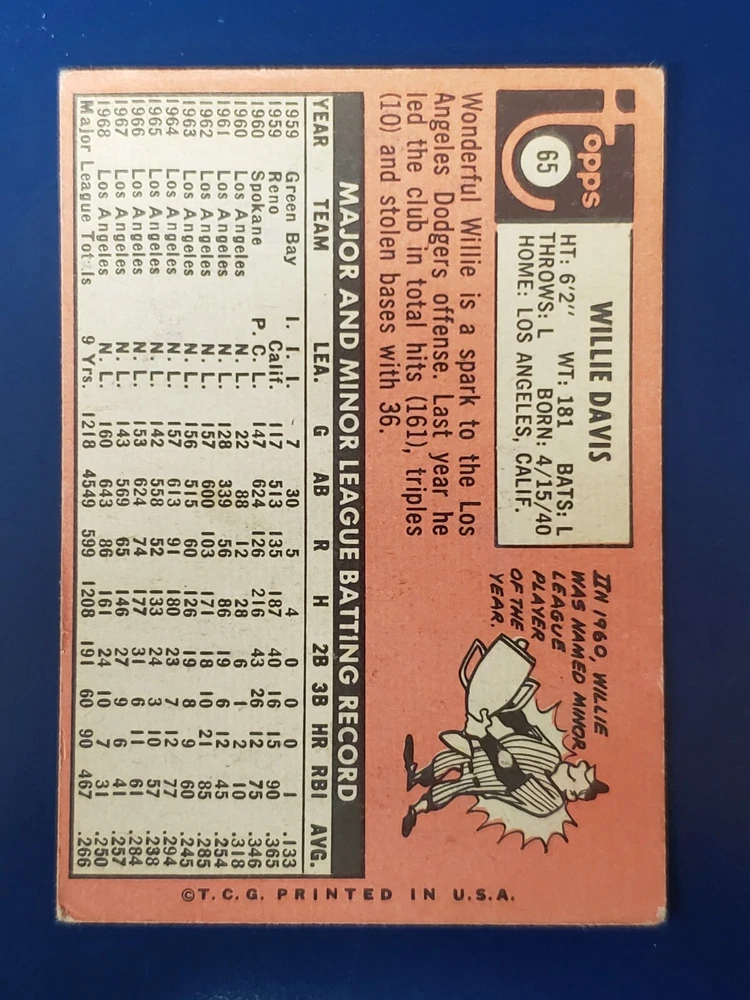 Topps
65
WILLIE DAVIS
HT: 6'2" WT: 181 BATS: L
THROWS: L BORN: 4/15/40
HOME: LOS ANGELES, CALIF.
Wonderful Willie is a spark to the Los
Angeles Dodgers offense. Last year he
led the club in total hits (161), triples
(10) and stolen bases with 36.
IN 1960, WILLIE
WAS NAMED MINOR
LEAGUE
PLAYER
OF THE
YEAR.
MAJOR AND MINOR LEAGUE BATTING RECORD
YEAR TEAM LEA. G AB R H 2B 3B HR RBI AVG.
1959 Green Bay I. I. I. 7 30 5 4 0 0 0 1 .133
1959 Reno Calif. 117 513 135 187 40 16 15 90 .365
1960 Spokane P. C. L. 147 624 126 216 43 26 12 75 .346
1960 Los Angeles N. L. 22 88 12 28 6 1 2 10 .318
1961 Los Angeles N. L. 128 339 56 86 19 6 12 45 .254
1962 Los Angeles N. L. 157 600 103 171 18 10 21 85 .285
1963 Los Angeles N. L. 156 515 60 126 19 8 9 60 .245
1964 Los Angeles N. L. 157 613 91 180 23 7 12 77 .294
1965 Los Angeles N. L. 142 558 52 133 24 3 10 57 .238
1966 Los Angeles N. L. 153 624 74 177 31 6 11 61 .284
1967 Los Angeles N. L. 143 569 65 146 27 9 6 41 .257
1968 Los Angeles N. L. 160 643 86 161 24 10 7 31 .250
Major League Totals 9 Yrs. 1218 4549 599 1208 191 60 90 467 .266
©T.C.G. PRINTED IN U.S.A.